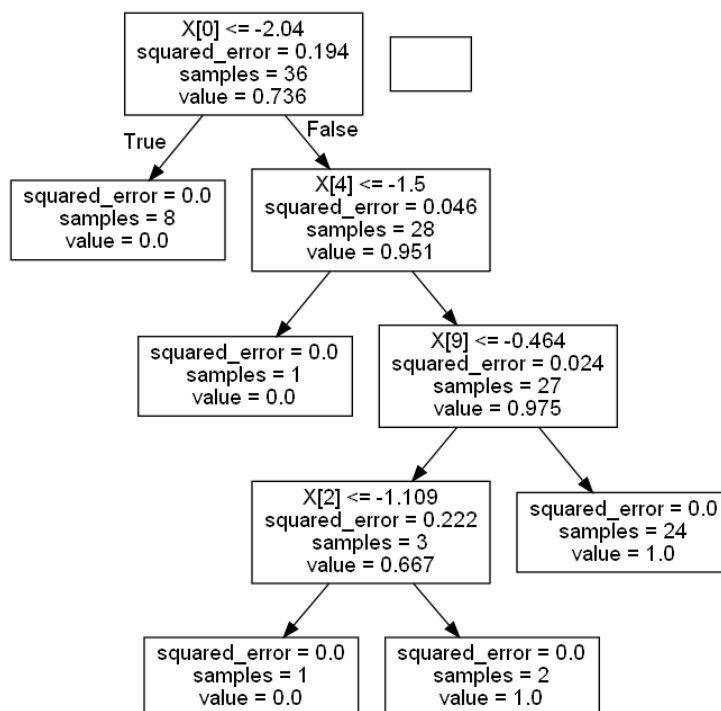 X[0] <= -2.04
squared_error = 0.194
samples = 36
value = 0.736
True
False
squared_error = 0.0
samples = 8
value = 0.0
X[4] <= -1.5
squared_error = 0.046
samples = 28
value = 0.951
squared_error = 0.0
samples = 1
value = 0.0
X[9] <= -0.464
squared_error = 0.024
samples = 27
value = 0.975
X[2] <= -1.109
squared_error = 0.222
samples = 3
value = 0.667
squared_error = 0.0
samples = 24
value = 1.0
squared_error = 0.0
samples = 1
value = 0.0
squared_error = 0.0
samples = 2
value = 1.0